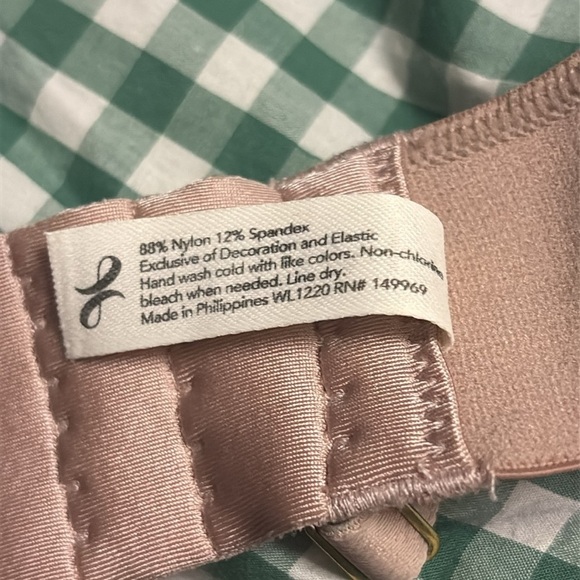 88% Nylon 12% Spandex
Exclusive of Decoration and Elastic
Hand wash cold with like colors. Non-chlorine
bleach when needed. Line dry.
Made in Philippines WL1220 RN# 149969